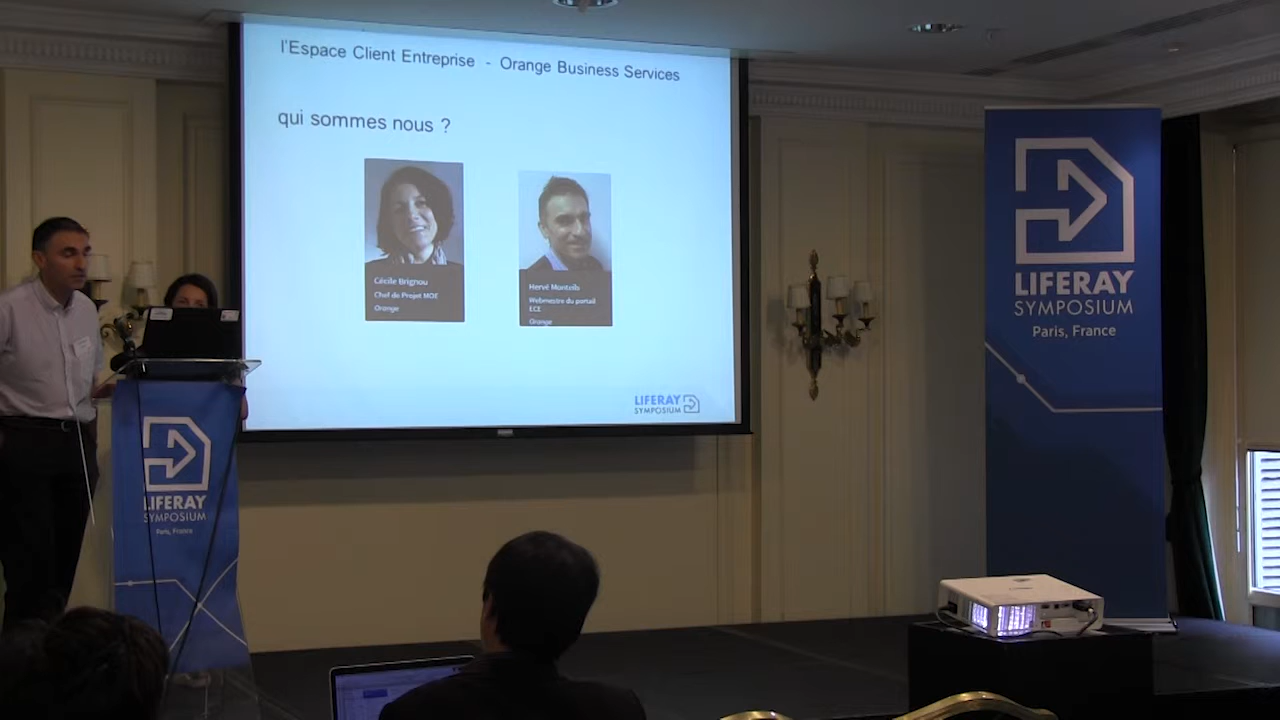 l'Espace Client Entreprise - Orange Business Services
qui sommes nous ?
Cécile Brignou
Chef de Projet MOE
Orange
Hervé Monteils
Webmestre du portail
ECE
Orange
LIFERAY
SYMPOSIUM
LIFERAY
SYMPOSIUM
Paris, France
LIFERAY
SYMPOSIUM
Paris, France